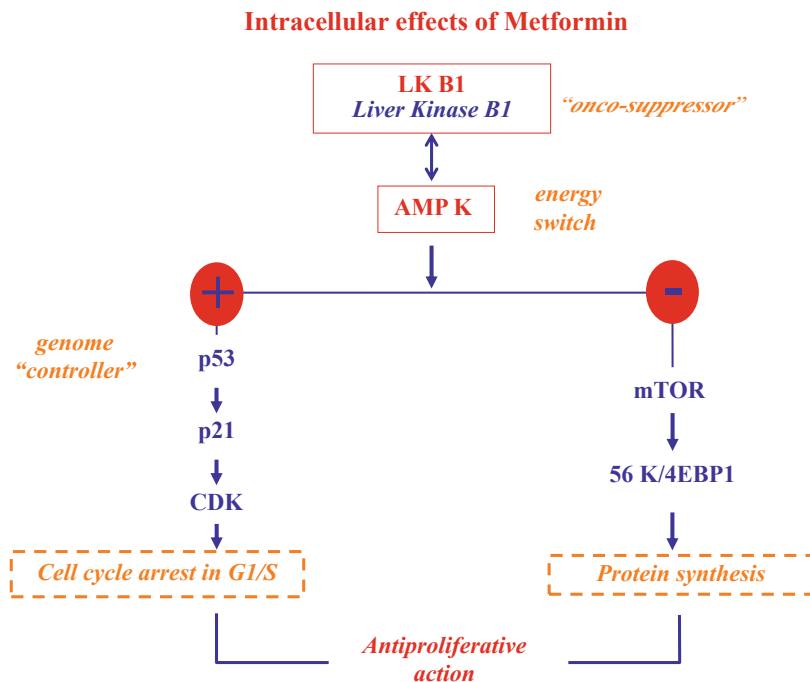 Intracellular effects of Metformin
LK B1
Liver Kinase B1
“onco-suppressor”
AMP K
energy
switch
+
-
genome
“controller”
p53
p21
CDK
Cell cycle arrest in G1/S
mTOR
56 K/4EBP1
Protein synthesis
Antiproliferative
action